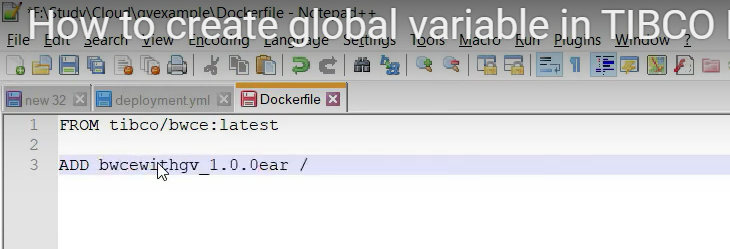 *E:\Study\Cloud\gvexample\Dockerfile - Notepad++
How to create global variable in TIBCO
File Edit Search View Encoding Language Settings Tools Macro Run Plugins Window ?
new 32 deployment.yml Dockerfile
1 FROM tibco/bwce:latest
2
3 ADD bwcewithgv_1.0.0ear /